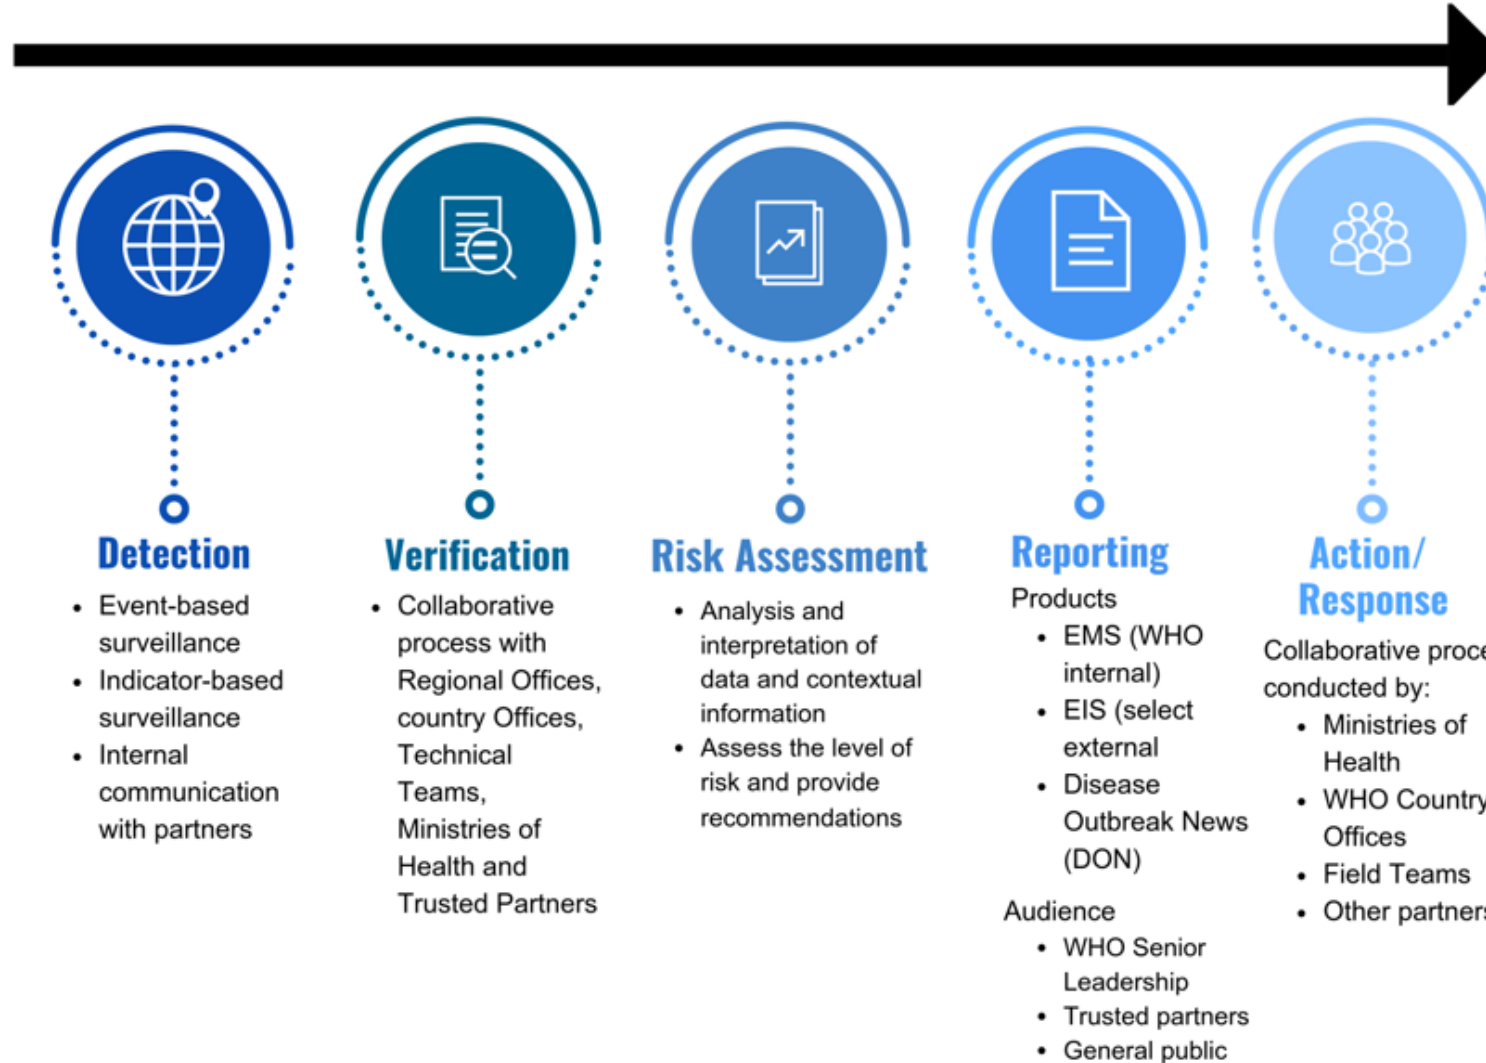 Detection
• Event-based
surveillance
• Indicator-based
surveillance
• Internal
communication
with partners
Verification
• Collaborative
process with
Regional Offices,
country Offices,
Technical
Teams,
Ministries of
Health and
Trusted Partners
Risk Assessment
• Analysis and
interpretation of
data and contextual
information
• Assess the level of
risk and provide
recommendations
Reporting
Products
• EMS (WHO
internal)
• EIS (select
external
• Disease
Outbreak News
(DON)
Audience
• WHO Senior
Leadership
• Trusted partners
• General public
Action/
Response
Collaborative proce
conducted by:
• Ministries of
Health
• WHO Country
Offices
• Field Teams
• Other partners